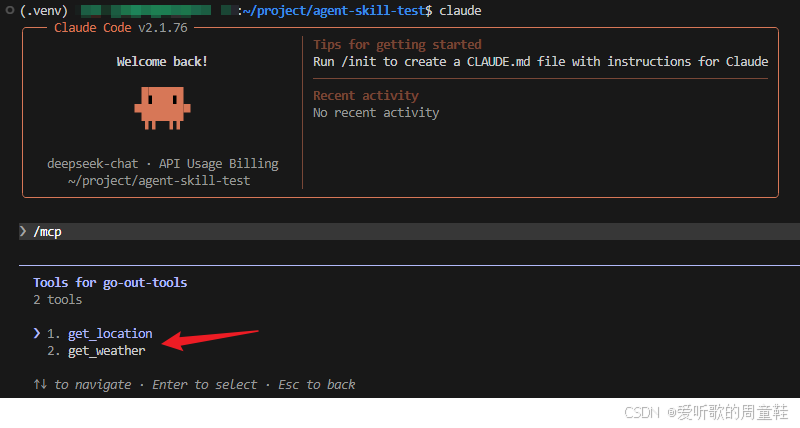 (.venv) :~/project/agent-skill-test$ claude
Claude Code v2.1.76
Welcome back!
deepseek-chat · API Usage Billing
~/project/agent-skill-test
Tips for getting started
Run /init to create a CLAUDE.md file with instructions for Claude
Recent activity
No recent activity
❯ /mcp
Tools for go-out-tools
2 tools
❯ 1. get_location
2. get_weather
↑↓ to navigate · Enter to select · Esc to back
CSDN @爱听歌的周童鞋